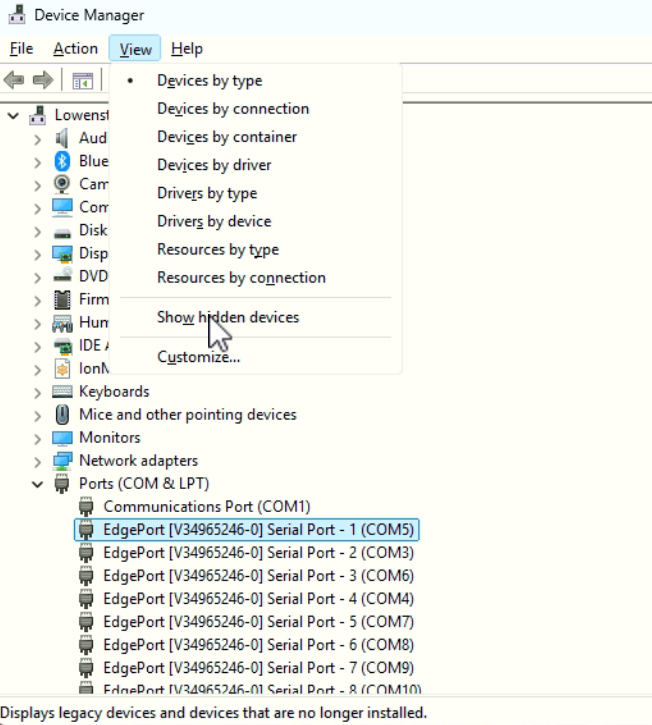 Device Manager
File Action View Help
Devices by type
Devices by connection
Devices by container
Devices by driver
Drivers by type
Drivers by device
Resources by type
Resources by connection
Show hidden devices
Customize...
Lowenst
Aud
Blue
Cam
Com
Disk
Disp
DVD
Firm
Hum
IDE A
IonM
Keyboards
Mice and other pointing devices
Monitors
Network adapters
Ports (COM & LPT)
Communications Port (COM1)
EdgePort [V34965246-0] Serial Port - 1 (COM5)
EdgePort [V34965246-0] Serial Port - 2 (COM3)
EdgePort [V34965246-0] Serial Port - 3 (COM6)
EdgePort [V34965246-0] Serial Port - 4 (COM4)
EdgePort [V34965246-0] Serial Port - 5 (COM7)
EdgePort [V34965246-0] Serial Port - 6 (COM8)
EdgePort [V34965246-0] Serial Port - 7 (COM9)
EdgePort [V34965246-0] Serial Port - 8 (COM10)
Displays legacy devices and devices that are no longer installed.